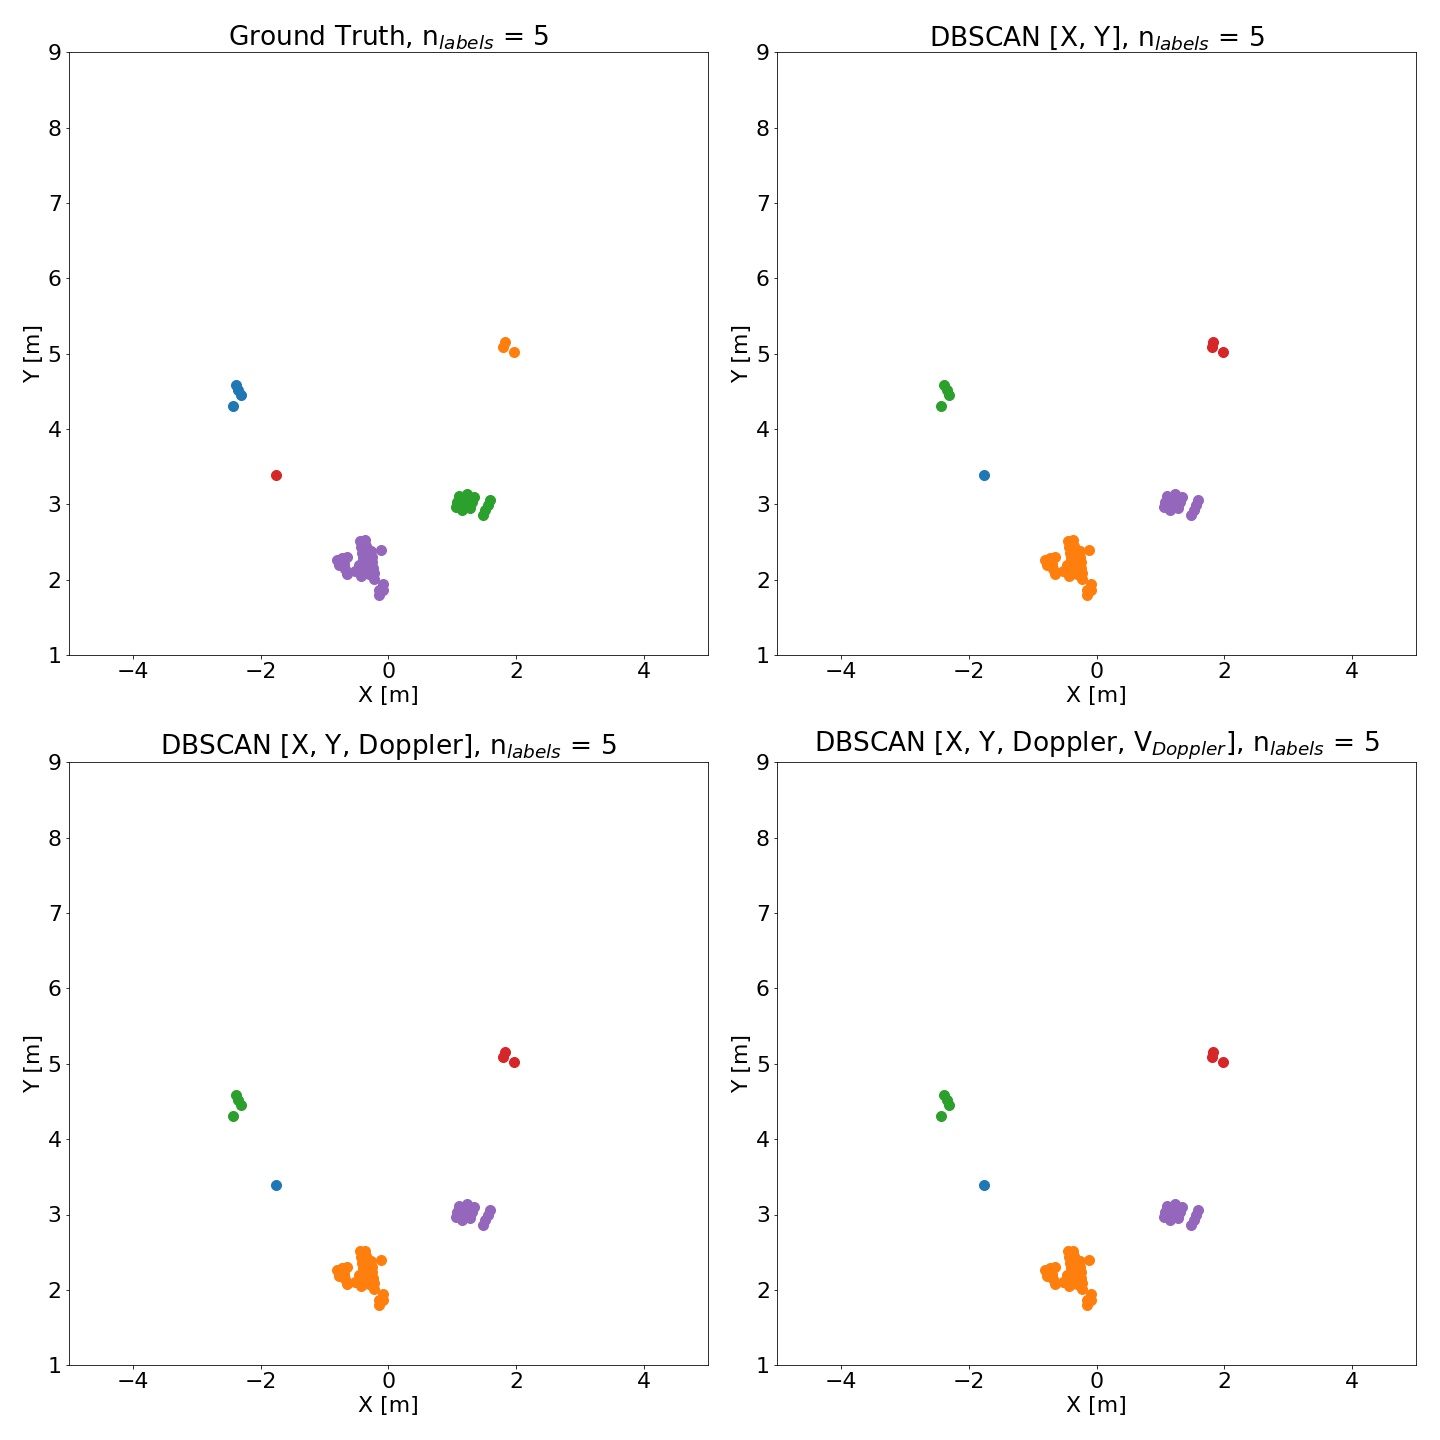 Ground Truth, n_labels = 5
9
8
7
6
5
4
3
2
1
Y [m]
−4 −2 0 2 4
X [m]
DBSCAN [X, Y], n_labels = 5
9
8
7
6
5
4
3
2
1
Y [m]
−4 −2 0 2 4
X [m]
DBSCAN [X, Y, Doppler], n_labels = 5
9
8
7
6
5
4
3
2
1
Y [m]
−4 −2 0 2 4
X [m]
DBSCAN [X, Y, Doppler, V_Doppler], n_labels = 5
9
8
7
6
5
4
3
2
1
Y [m]
−4 −2 0 2 4
X [m]